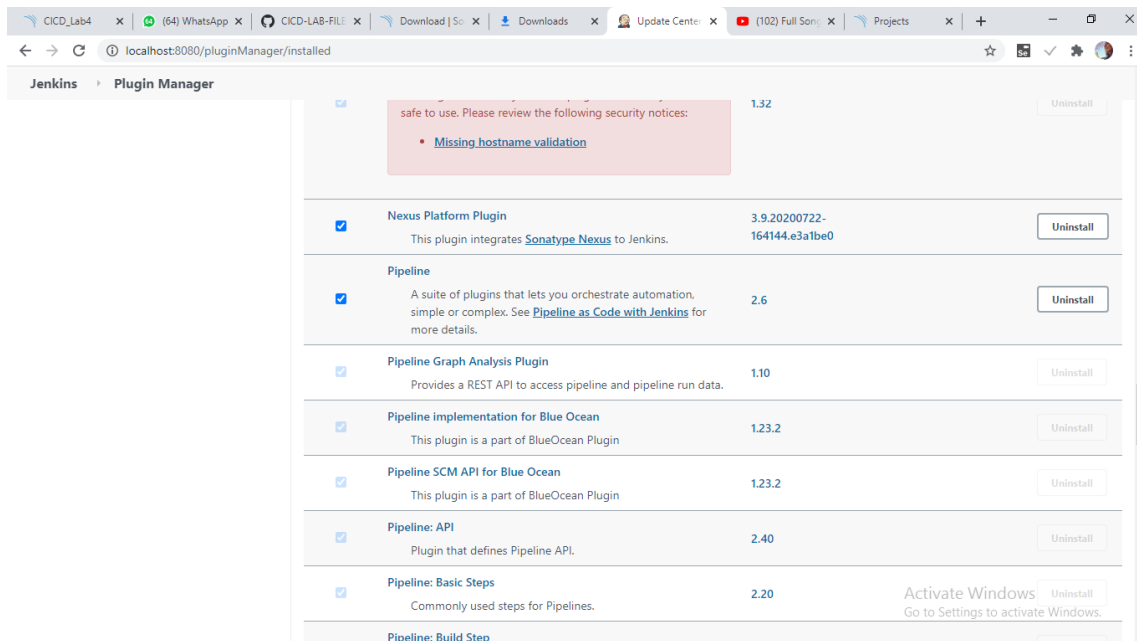 CICD_Lab4
(64) WhatsApp
CICD-LAB-FILE
Download | So
Downloads
Update Center
(102) Full Song
Projects
localhost:8080/pluginManager/installed
Jenkins
Plugin Manager
safe to use. Please review the following security notices:
1.32
Uninstall
• Missing hostname validation
Nexus Platform Plugin
This plugin integrates Sonatype Nexus to Jenkins.
3.9.20200722-
164144.e3a1be0
Uninstall
Pipeline
A suite of plugins that lets you orchestrate automation,
simple or complex. See Pipeline as Code with Jenkins for
more details.
2.6
Uninstall
Pipeline Graph Analysis Plugin
Provides a REST API to access pipeline and pipeline run data.
1.10
Uninstall
Pipeline implementation for Blue Ocean
This plugin is a part of BlueOcean Plugin
1.23.2
Uninstall
Pipeline SCM API for Blue Ocean
This plugin is a part of BlueOcean Plugin
1.23.2
Uninstall
Pipeline: API
Plugin that defines Pipeline API.
2.40
Uninstall
Pipeline: Basic Steps
Commonly used steps for Pipelines.
2.20
Uninstall
Activate Windows
Go to Settings to activate Windows.
Pipeline: Build Step